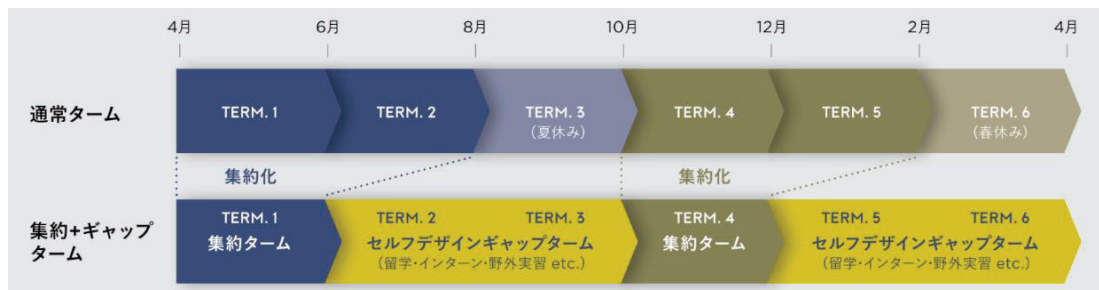 4月 6月 8月 10月 12月 2月 4月
通常ターム
TERM. 1
TERM. 2
TERM. 3
(夏休み)
TERM. 4
TERM. 5
TERM. 6
(春休み)
集約化
集約化
集約+ギャップ
ターム
TERM. 1
集約ターム
TERM. 2 TERM. 3
セルフデザインギャップターム
(留学・インターン・野外実習 etc.)
TERM. 4
集約ターム
TERM. 5 TERM. 6
セルフデザインギャップターム
(留学・インターン・野外実習 etc.)